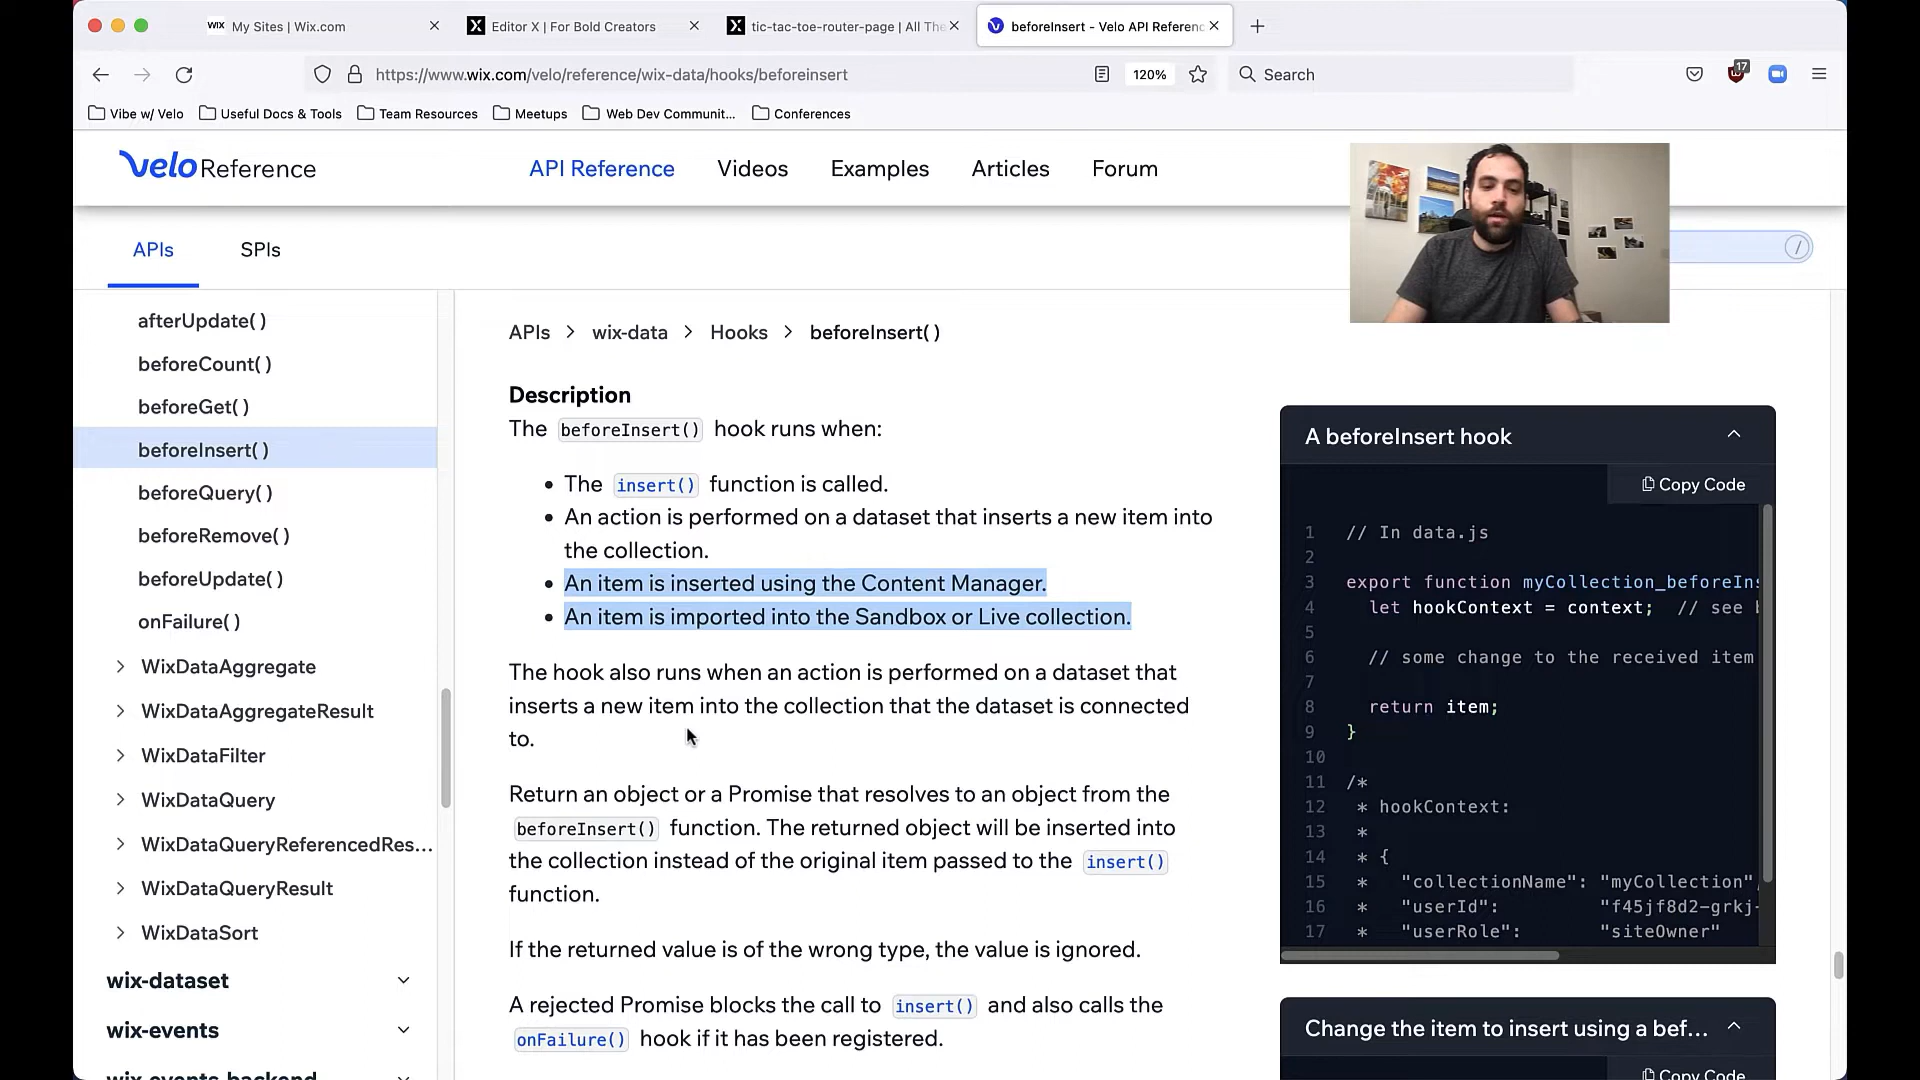 WIX My Sites | Wix.com
Editor X | For Bold Creators
tic-tac-toe-router-page | All The
beforeInsert - Velo API Referenc
https://www.wix.com/velo/reference/wix-data/hooks/beforeinsert
120%
Search
17
Vibe w/ Velo
Useful Docs & Tools
Team Resources
Meetups
Web Dev Communit...
Conferences
velo Reference
API Reference
Videos
Examples
Articles
Forum
APIs
SPIs
/
afterUpdate( )
beforeCount( )
beforeGet( )
beforeInsert( )
beforeQuery( )
beforeRemove( )
beforeUpdate( )
onFailure( )
WixDataAggregate
WixDataAggregateResult
WixDataFilter
WixDataQuery
WixDataQueryReferencedRes...
WixDataQueryResult
WixDataSort
wix-dataset
wix-events
wix-events-backend
APIs > wix-data > Hooks > beforeInsert( )
Description
The beforeInsert() hook runs when:
• The insert() function is called.
• An action is performed on a dataset that inserts a new item into
the collection.
• An item is inserted using the Content Manager.
• An item is imported into the Sandbox or Live collection.
The hook also runs when an action is performed on a dataset that
inserts a new item into the collection that the dataset is connected
to.
Return an object or a Promise that resolves to an object from the
beforeInsert() function. The returned object will be inserted into
the collection instead of the original item passed to the insert()
function.
If the returned value is of the wrong type, the value is ignored.
A rejected Promise blocks the call to insert() and also calls the
onFailure() hook if it has been registered.
A beforeInsert hook
Copy Code
1 // In data.js
2
3 export function myCollection_beforeIns
4 let hookContext = context; // see b
5
6 // some change to the received item
7
8 return item;
9 }
10
11 /*
12 * hookContext:
13 *
14 * {
15 * "collectionName": "myCollection",
16 * "userId": "f45jf8d2-grkj-
17 * "userRole": "siteOwner"
Change the item to insert using a bef...
Copy Code